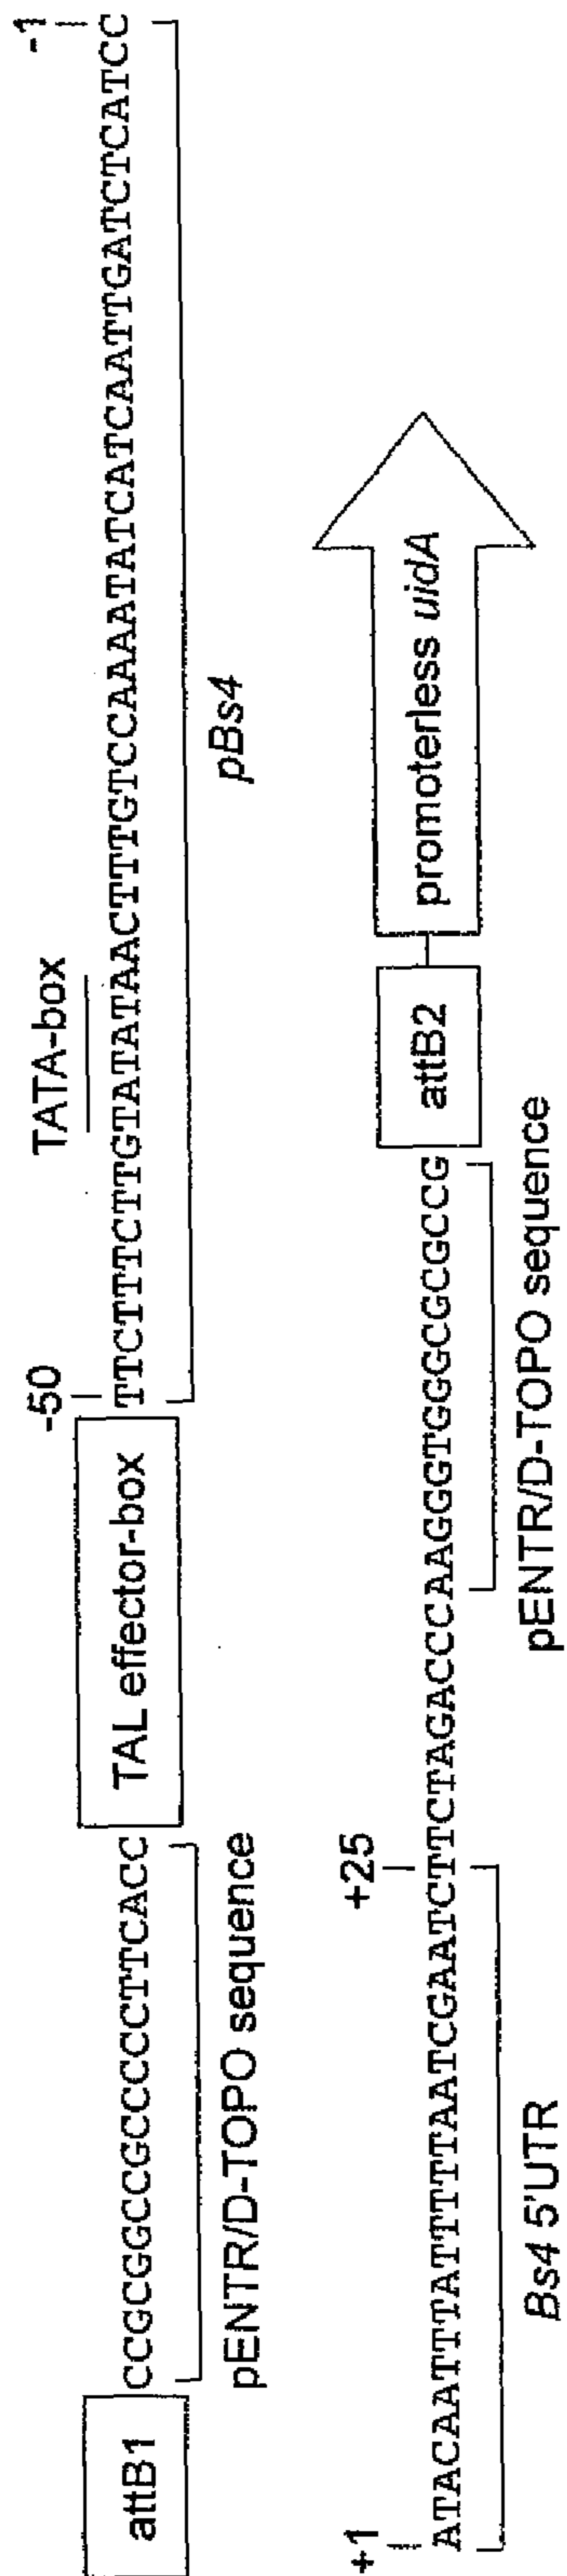 -50 TATA-box -1
attB1 CCGCGGCCGCCCCCTTCACC TAL effector-box TTCTTTCTTGTATATAACTTTGTCCAAAATATCATCAATTGATCTCATCC
pENTR/D-TOPO sequence pBs4
+1 +25
ATACAATTTATTTTTAATCGAATCTTCTAGACCCAAGGGTGGGCGCGCCG attB2 promoterless uidA
Bs4 5'UTR pENTR/D-TOPO sequence